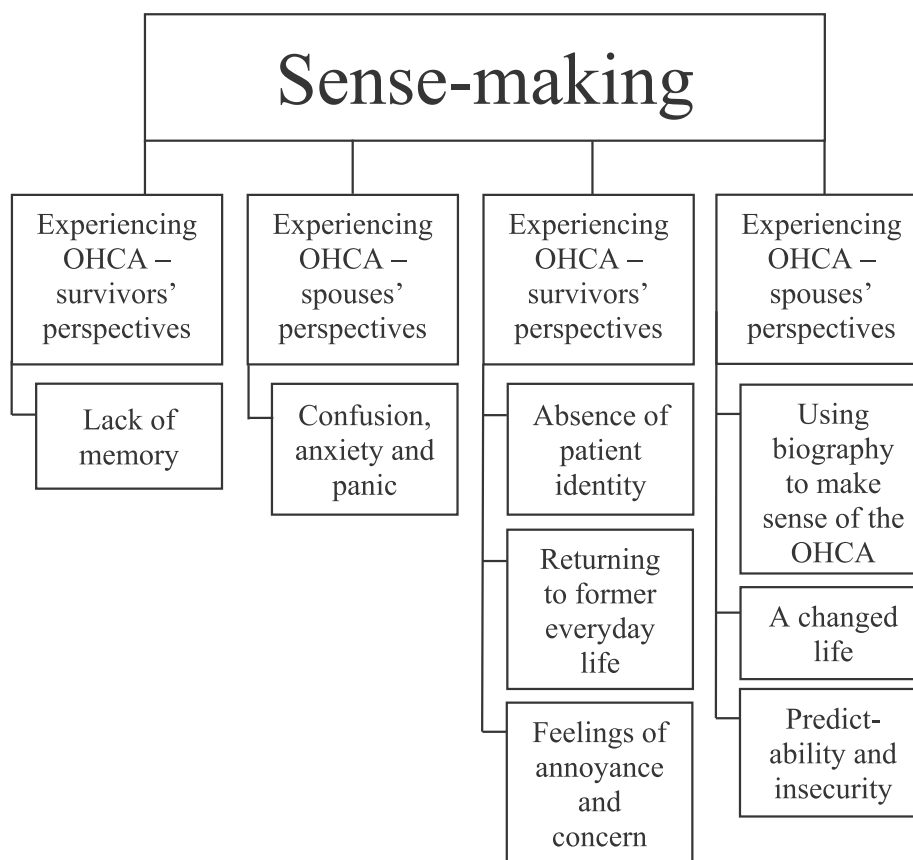 Sense-making
Experiencing
OHCA –
survivors’
perspectives
Lack of
memory
Experiencing
OHCA –
spouses’
perspectives
Confusion,
anxiety and
panic
Experiencing
OHCA –
survivors’
perspectives
Absence of
patient
identity
Returning
to former
everyday
life
Feelings of
annoyance
and
concern
Experiencing
OHCA –
spouses’
perspectives
Using
biography
to make
sense of the
OHCA
A changed
life
Predict-
ability and
insecurity